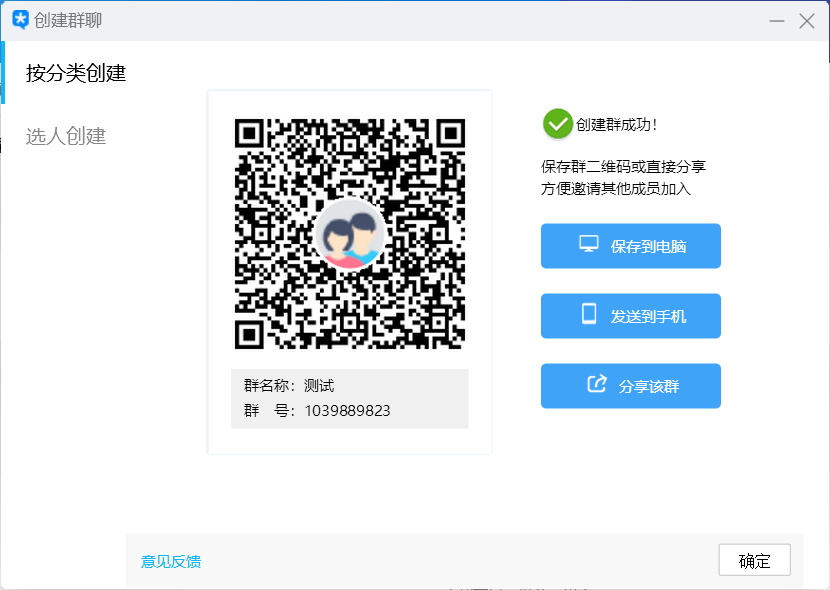 创建群聊
按分类创建
选人创建
创建群成功！
保存群二维码或直接分享
方便邀请其他成员加入
保存到电脑
发送到手机
分享该群
群名称：测试
群 号：1039889823
意见反馈
确定